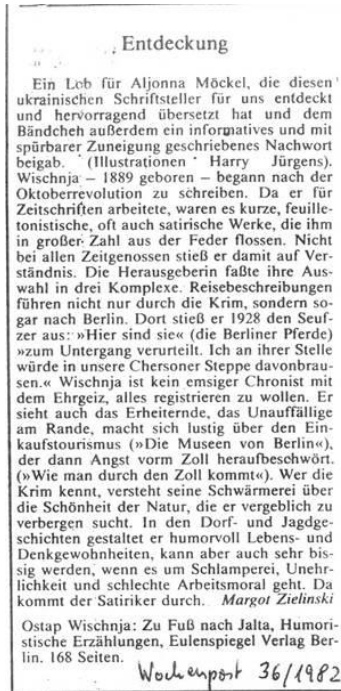 Entdeckung
Ein Lob für Aljonna Möckel, die diesen
ukrainischen Schriftsteller für uns entdeckt
und hervorragend übersetzt hat und dem
Bändcheh außerdem ein informatives und mit
spürbarer Zuneigung geschriebenes Nachwort
beigab. (Illustrationen Harry Jürgens).
Wischnja – 1889 geboren – begann nach der
Oktoberrevolution zu schreiben. Da er für
Zeitschriften arbeitete, waren es kurze, feuille-
tonistische, oft auch satirische Werke, die ihm
in großer Zahl aus der Feder flossen. Nicht
bei allen Zeitgenossen stieß er damit auf Ver-
ständnis. Die Herausgeberin faßte ihre Aus-
wahl in drei Komplexe. Reisebeschreibungen
führen nicht nur durch die Krim, sondern so-
gar nach Berlin. Dort stieß er 1928 den Seuf-
zer aus: »Hier sind sie« (die Berliner Pferde)
»zum Untergang verurteilt. Ich an ihrer Stelle
würde in unsere Chersoner Steppe davonbrau-
sen.« Wischnja ist kein emsiger Chronist mit
dem Ehrgeiz, alles registrieren zu wollen. Er
sieht auch das Erheiternde, das Unauffällige
am Rande, macht sich lustig über den Ein-
kaufstourismus (»Die Museen von Berlin«),
der dann Angst vorm Zoll heraufbeschwört.
(»Wie man durch den Zoll kommt«). Wer die
Krim kennt, versteht seine Schwärmerei über
die Schönheit der Natur, die er vergeblich zu
verbergen sucht. In den Dorf- und Jagdge-
schichten gestaltet er humorvoll Lebens- und
Denkgewohnheiten, kann aber auch sehr bis-
sig werden, wenn es um Schlamperei, Unehr-
lichkeit und schlechte Arbeitsmoral geht. Da
kommt der Satiriker durch. Margot Zielinski
Ostap Wischnja: Zu Fuß nach Jalta, Humori-
stische Erzählungen, Eulenspiegel Verlag Ber-
lin. 168 Seiten.
Wochenpost 36/1982